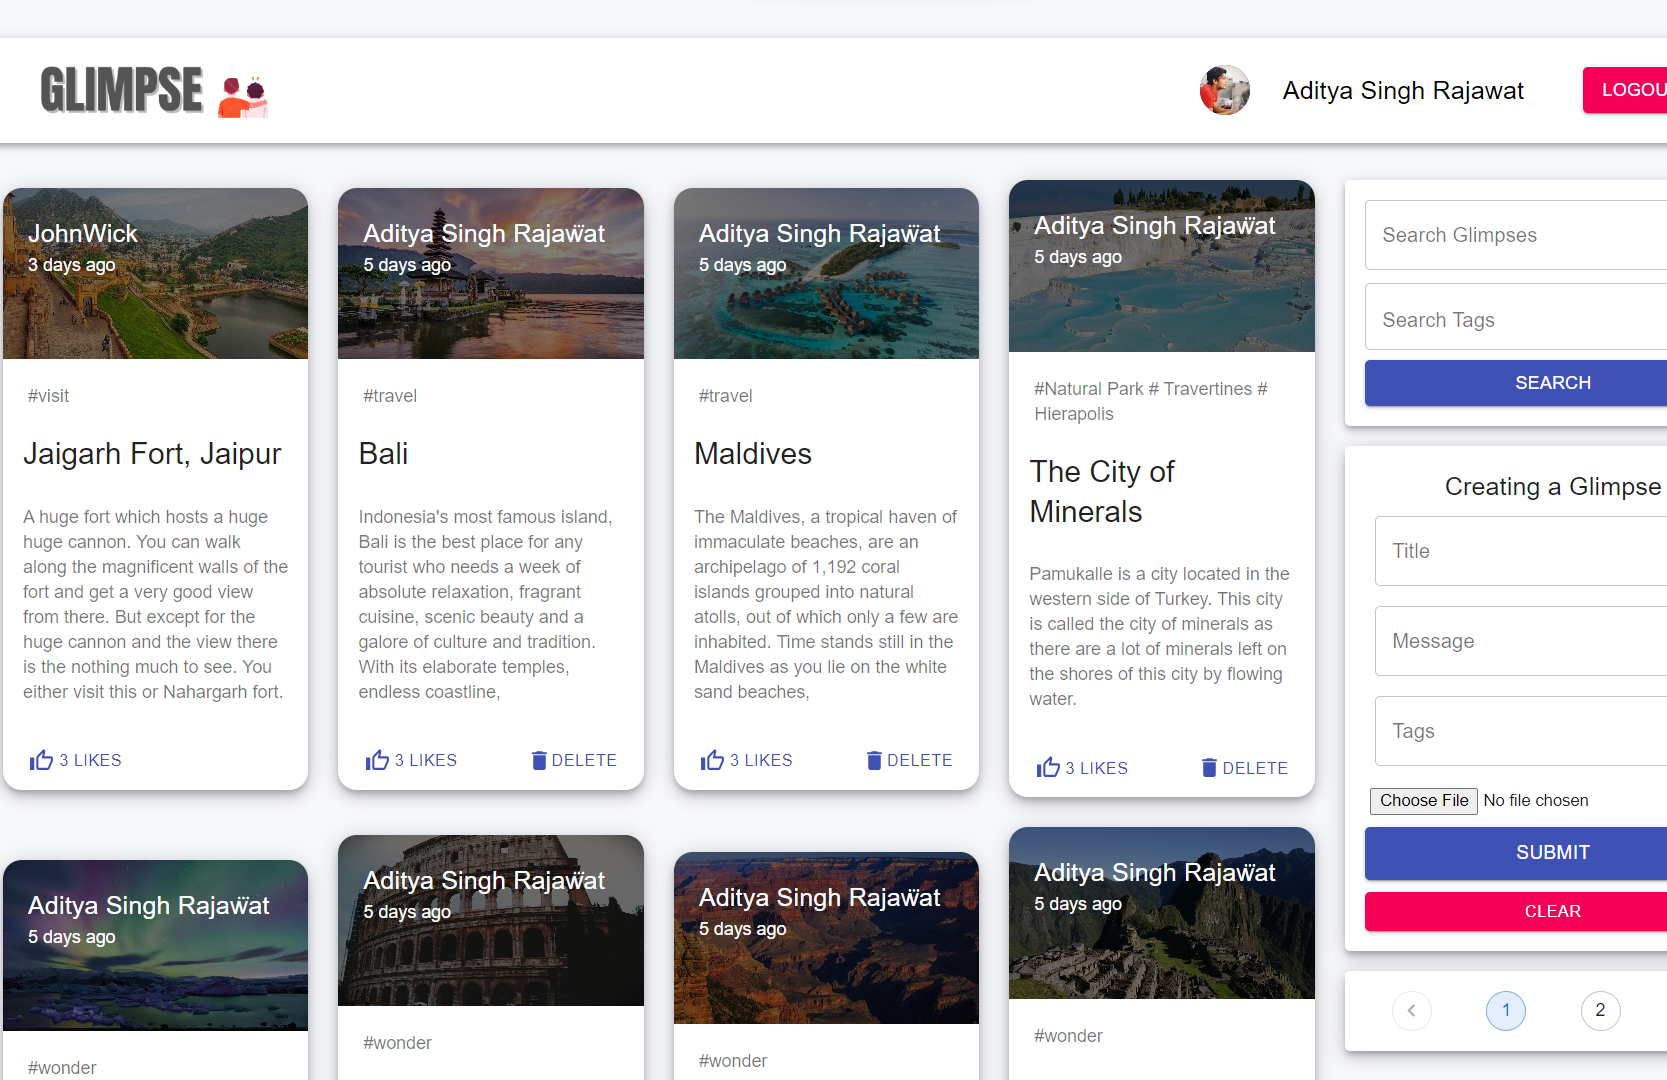 GLIMPSE
Aditya Singh Rajawat
LOGOU
JohnWick
3 days ago
#visit
Jaigarh Fort, Jaipur
A huge fort which hosts a huge
huge cannon. You can walk
along the magnificent walls of the
fort and get a very good view
from there. But except for the
huge cannon and the view there
is the nothing much to see. You
either visit this or Nahargarh fort.
3 LIKES
Aditya Singh Rajawat
5 days ago
#travel
Bali
Indonesia's most famous island,
Bali is the best place for any
tourist who needs a week of
absolute relaxation, fragrant
cuisine, scenic beauty and a
galore of culture and tradition.
With its elaborate temples,
endless coastline,
3 LIKES
DELETE
Aditya Singh Rajawat
5 days ago
#travel
Maldives
The Maldives, a tropical haven of
immaculate beaches, are an
archipelago of 1,192 coral
islands grouped into natural
atolls, out of which only a few are
inhabited. Time stands still in the
Maldives as you lie on the white
sand beaches,
3 LIKES
DELETE
Aditya Singh Rajawat
5 days ago
#Natural Park # Travertines #
Hierapolis
The City of
Minerals
Pamukalle is a city located in the
western side of Turkey. This city
is called the city of minerals as
there are a lot of minerals left on
the shores of this city by flowing
water.
3 LIKES
DELETE
Aditya Singh Rajawat
5 days ago
#wonder
Aditya Singh Rajawat
5 days ago
#wonder
Aditya Singh Rajawat
5 days ago
#wonder
Aditya Singh Rajawat
5 days ago
#wonder
Search Glimpses
Search Tags
SEARCH
Creating a Glimpse
Title
Message
Tags
Choose File No file chosen
SUBMIT
CLEAR
1
2